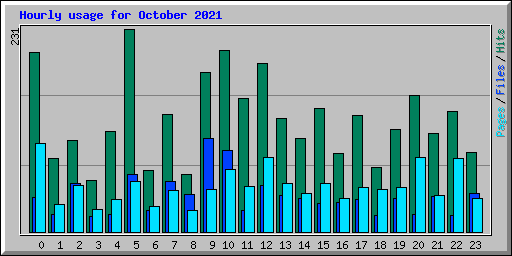 Hourly usage for October 2021
231
Pages/Files/Hits
0 1 2 3 4 5 6 7 8 9 10 11 12 13 14 15 16 17 18 19 20 21 22 23